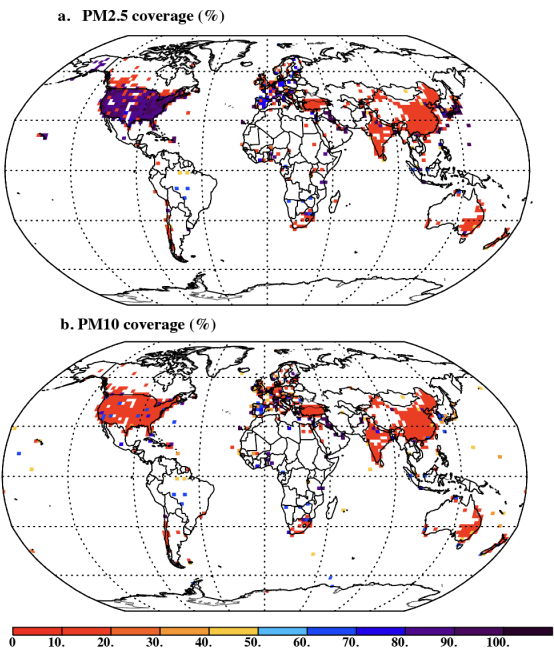 a. PM2.5 coverage (%)
b. PM10 coverage (%)
0 10. 20. 30. 40. 50. 60. 70. 80. 90. 100.